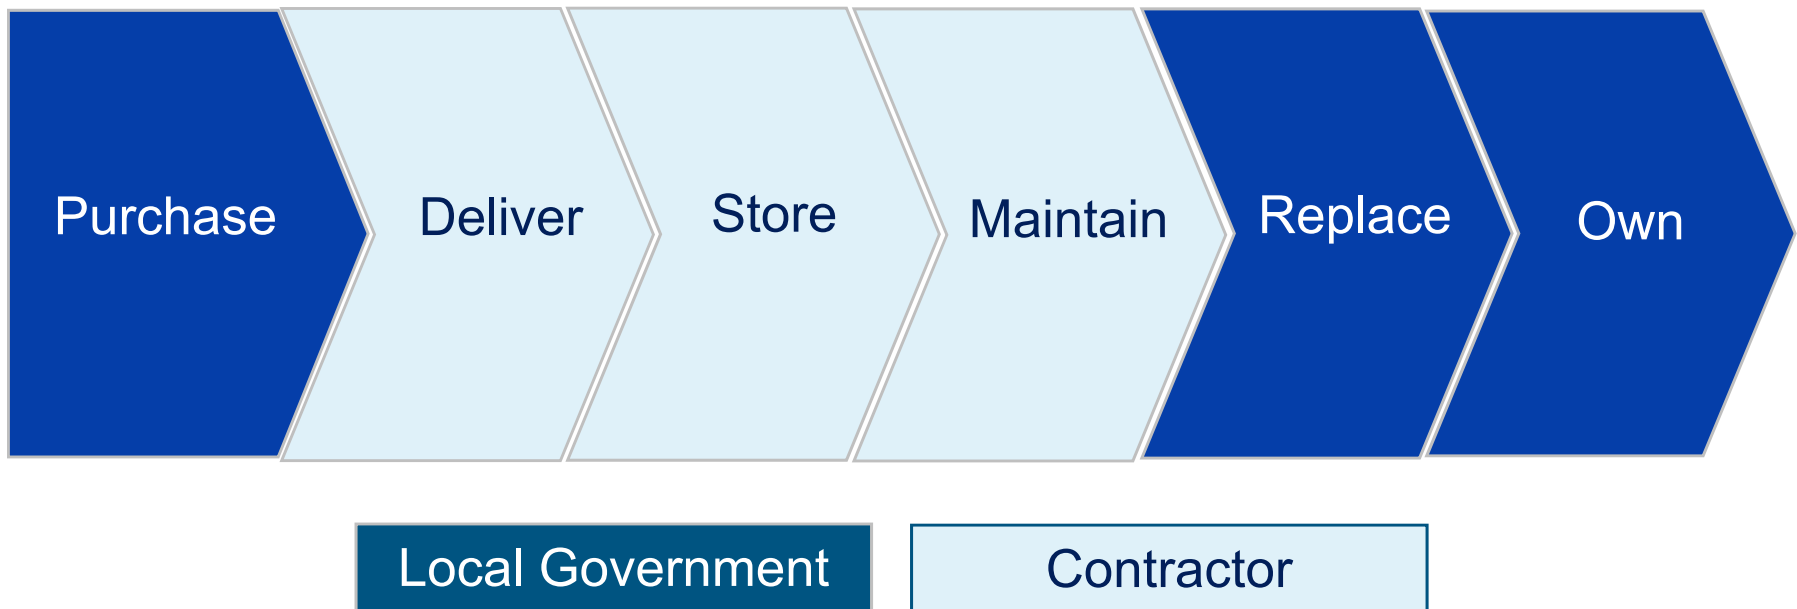 Purchase
Deliver
Store
Maintain
Replace
Own
Local Government
Contractor